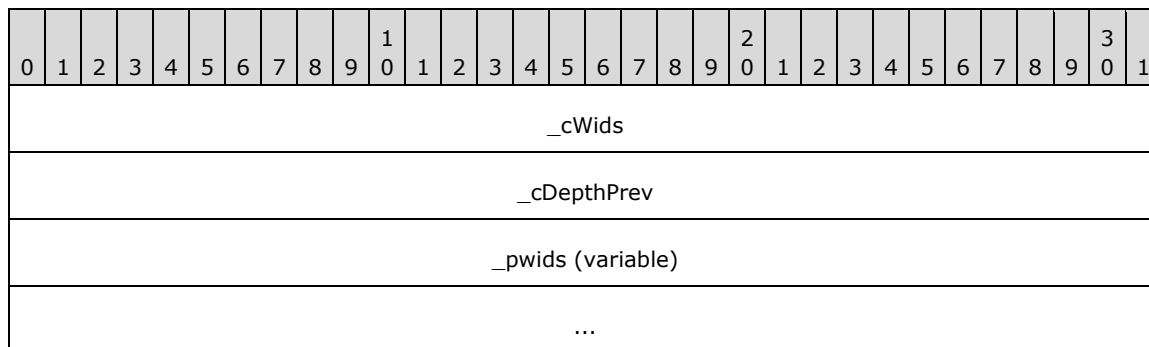 1 2 3
0 1 2 3 4 5 6 7 8 9 0 1 2 3 4 5 6 7 8 9 0 1 2 3 4 5 6 7 8 9 0 1
_cWids
_cDepthPrev
_pwids (variable)
...